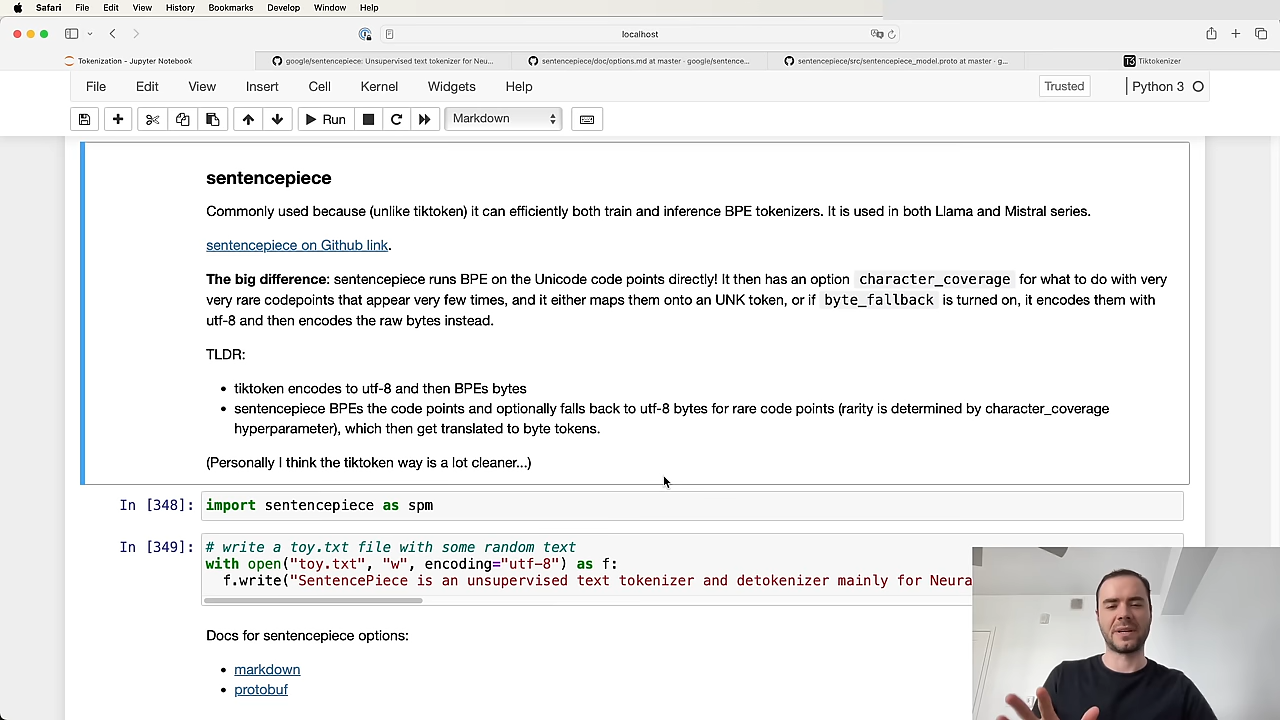 Safari File Edit View History Bookmarks Develop Window Help
localhost
Tokenization - Jupyter Notebook
google/sentencepiece: Unsupervised text tokenizer for Neu...
sentencepiece/doc/options.md at master · google/sentence...
sentencepiece/src/sentencepiece_model.proto at master · g...
Tiktokenizer
File Edit View Insert Cell Kernel Widgets Help
Trusted
Python 3
Run
Markdown
sentencepiece
Commonly used because (unlike tiktoken) it can efficiently both train and inference BPE tokenizers. It is used in both Llama and Mistral series.
sentencepiece on Github link.
The big difference: sentencepiece runs BPE on the Unicode code points directly! It then has an option character_coverage for what to do with very
very rare codepoints that appear very few times, and it either maps them onto an UNK token, or if byte_fallback is turned on, it encodes them with
utf-8 and then encodes the raw bytes instead.
TLDR:
• tiktoken encodes to utf-8 and then BPEs bytes
• sentencepiece BPEs the code points and optionally falls back to utf-8 bytes for rare code points (rarity is determined by character_coverage
hyperparameter), which then get translated to byte tokens.
(Personally I think the tiktoken way is a lot cleaner...)
In [348]: import sentencepiece as spm
In [349]: # write a toy.txt file with some random text
with open("toy.txt", "w", encoding="utf-8") as f:
f.write("SentencePiece is an unsupervised text tokenizer and detokenizer mainly for Neura
Docs for sentencepiece options:
• markdown
• protobuf